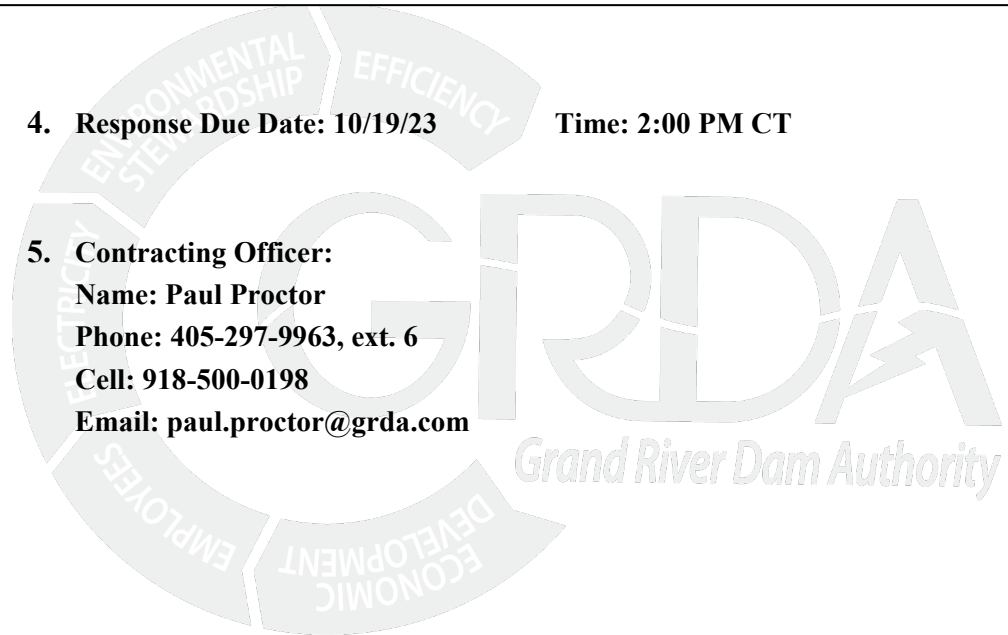 4. Response Due Date: 10/19/23 Time: 2:00 PM CT
5. Contracting Officer:
Name: Paul Proctor
Phone: 405-297-9963, ext. 6
Cell: 918-500-0198
Email: paul.proctor@grda.com
ENVIRONMENTAL
STEWARDSHIP
EFFICIENCY
ELECTRICITY
EMPLOYEES
ECONOMIC
DEVELOPMENT
GRDA
Grand River Dam Authority